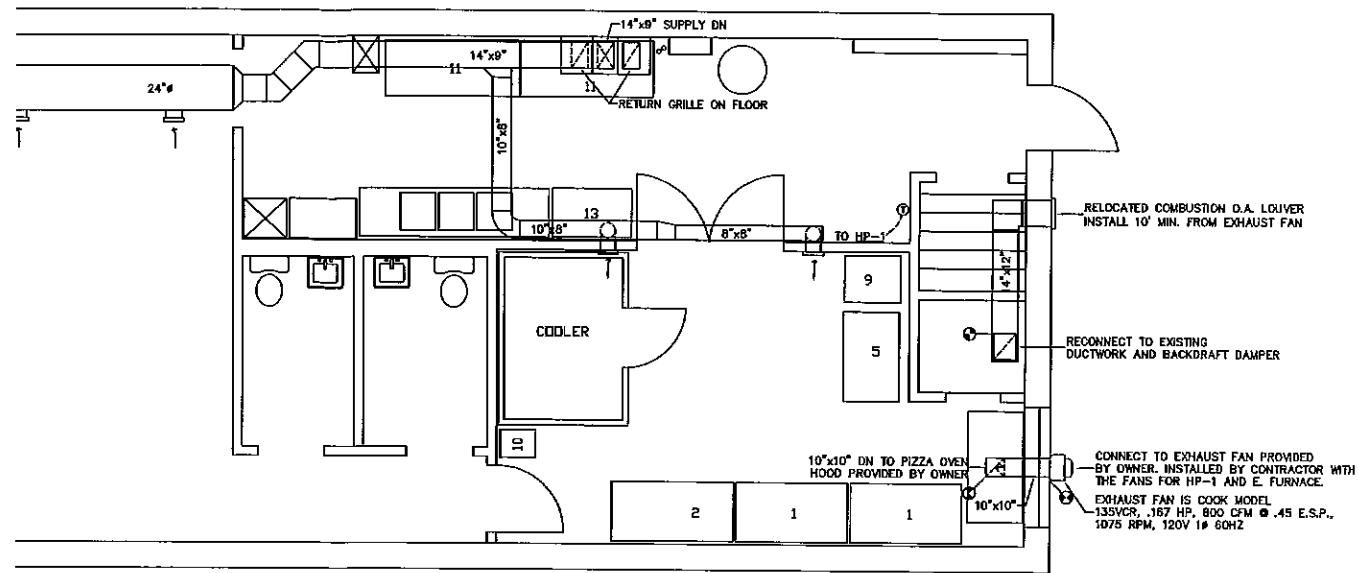 14"x9" SUPPLY DN
14"x9"
11
11
24"ø
RETURN GRILLE ON FLOOR
10"x8"
13
10"x8"
8"x8"
T
TO HP-1
RELOCATED COMBUSTION O.A. LOUVER
INSTALL 10' MIN. FROM EXHAUST FAN
14"x12"
9
COOLER
5
RECONNECT TO EXISTING
DUCTWORK AND BACKDRAFT DAMPER
10
10"x10" DN TO PIZZA OVEN
HOOD PROVIDED BY OWNER
10"x10"
CONNECT TO EXHAUST FAN PROVIDED
BY OWNER. INSTALLED BY CONTRACTOR WITH
THE FANS FOR HP-1 AND E. FURNACE.
EXHAUST FAN IS COOK MODEL
135VCR, .167 HP, 800 CFM @ .45 E.S.P.,
1075 RPM, 120V 1ø 60HZ
2
1
1